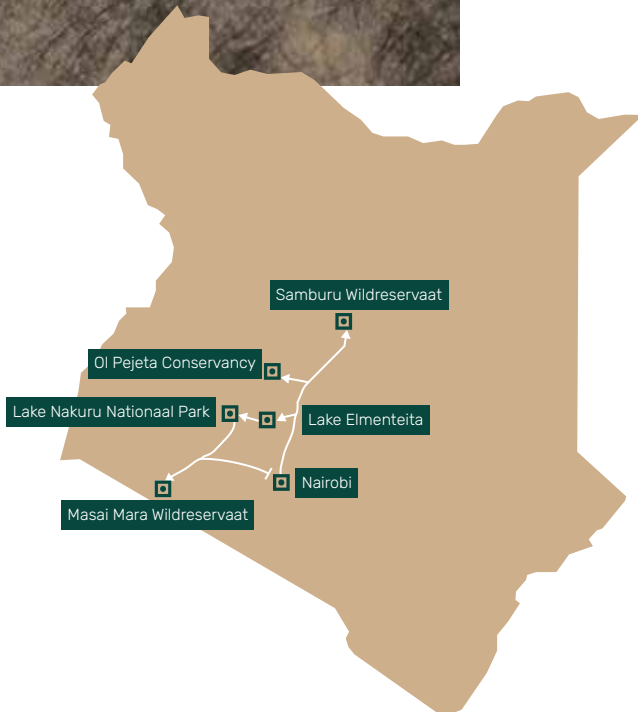 Samburu Wildreservaat
Ol Pejeta Conservancy
Lake Nakuru Nationaal Park
Lake Elmenteita
Nairobi
Masai Mara Wildreservaat